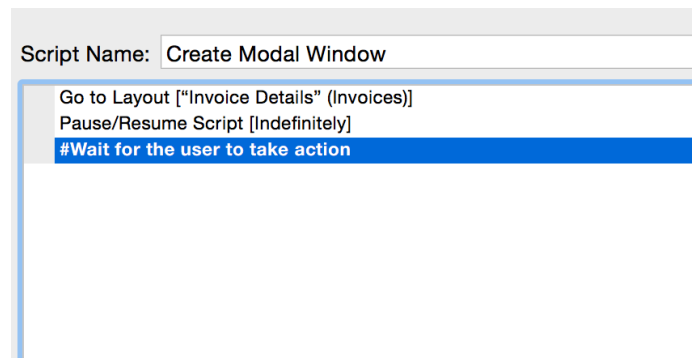 Script Name: Create Modal Window
Go to Layout [“Invoice Details” (Invoices)]
Pause/Resume Script [Indefinitely]
#Wait for the user to take action